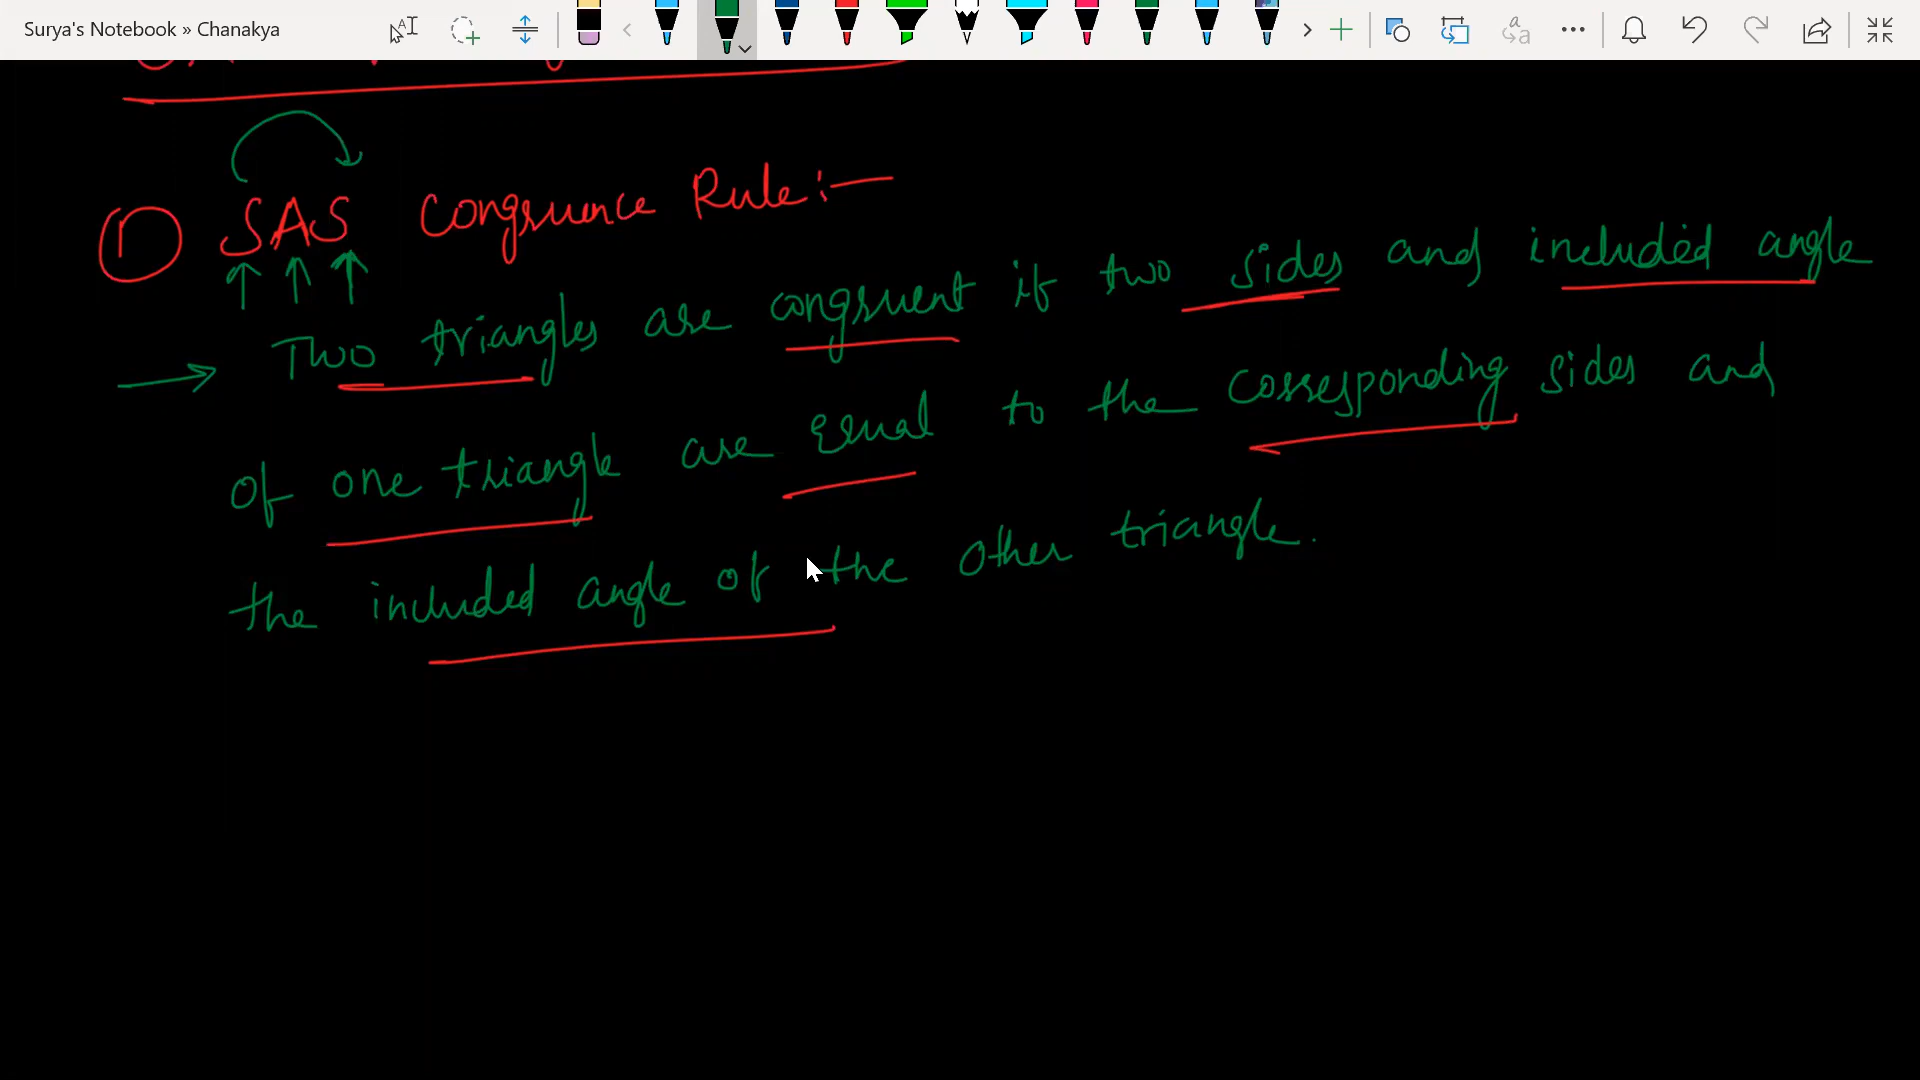 Surya's Notebook » Chanakya
① SAS Congruence Rule:—
→ Two triangles are congruent if two sides and included angle
of one triangle are equal to the corresponding sides and
the included angle of the other triangle.